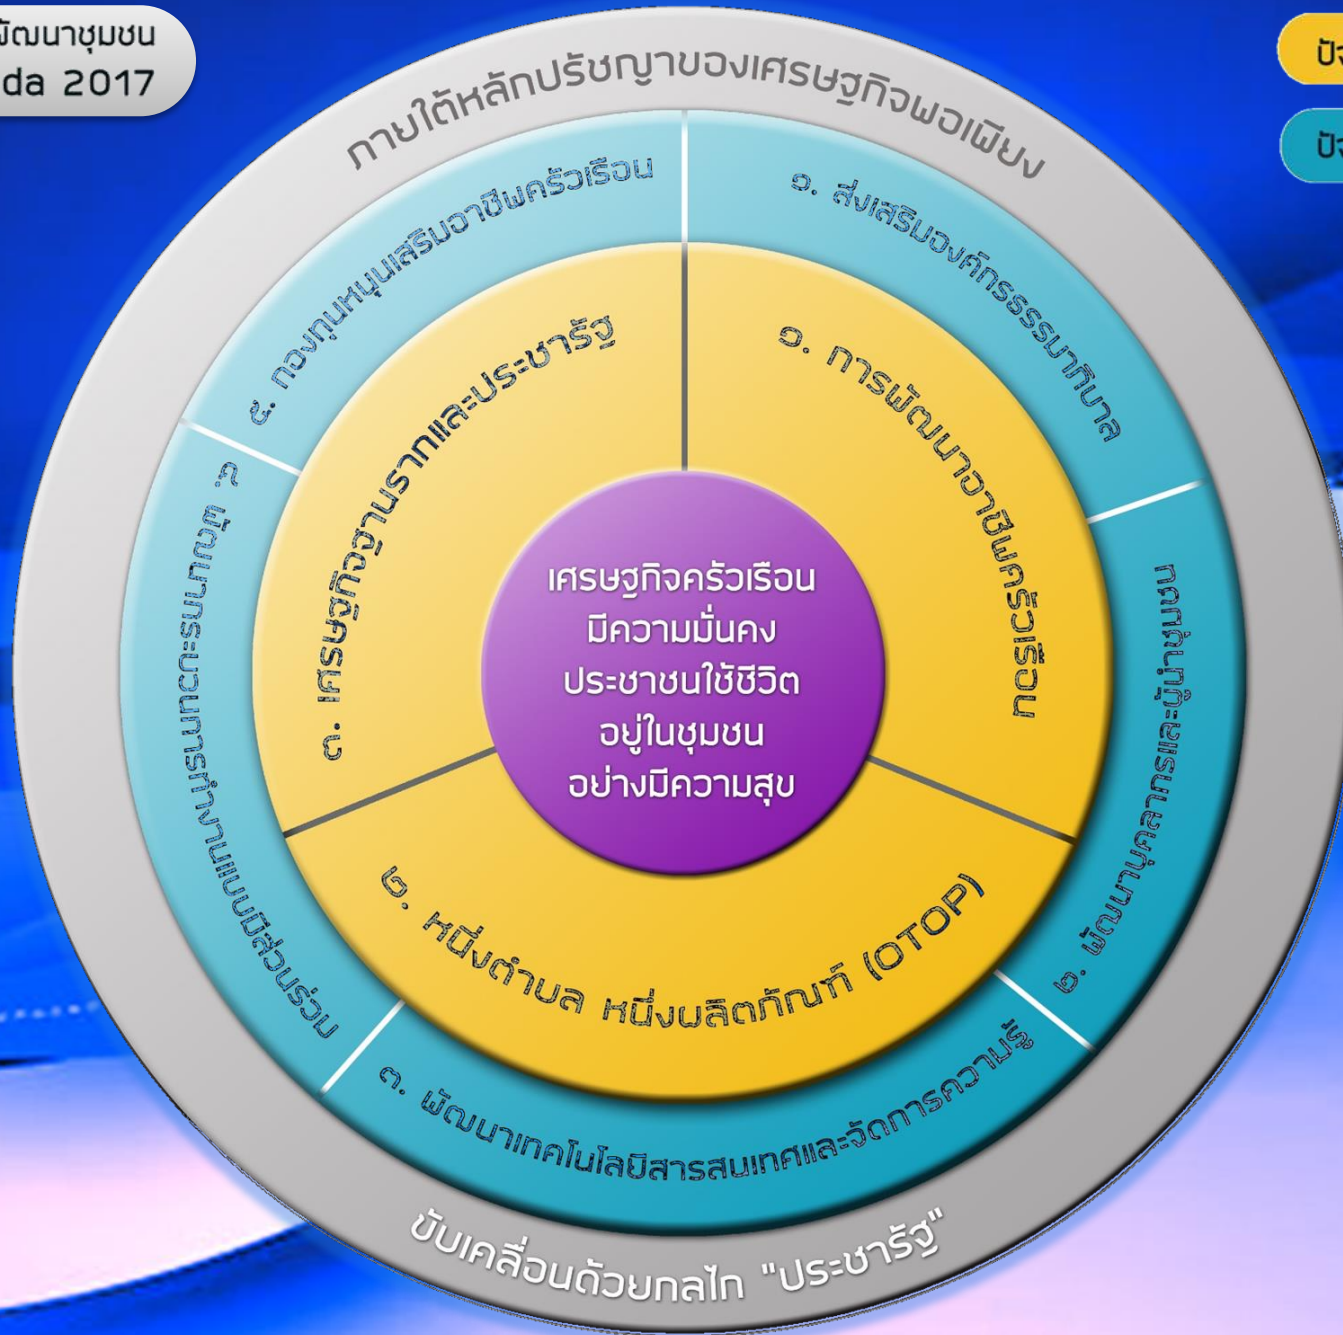 พัฒนาชุมชน
da 2017
ภายใต้หลักปรัชญาของเศรษฐกิจพอเพียง
๑. ส่งเสริมองค์กรธรรมาภิบาล
๒. พัฒนาบุคลากรและผู้นำชุมชน
๓. พัฒนาเทคโนโลยีสารสนเทศและจัดการความรู้
๔. พัฒนากระบวนการทำงานแบบมีส่วนร่วม
๕. กองทุนหนุนเสริมอาชีพครัวเรือน
๑. การพัฒนาอาชีพครัวเรือน
๒. หนึ่งตำบล หนึ่งผลิตภัณฑ์ (OTOP)
๓. เศรษฐกิจฐานรากและประชารัฐ
เศรษฐกิจครัวเรือน
มีความมั่นคง
ประชาชนใช้ชีวิต
อยู่ในชุมชน
อย่างมีความสุข
ขับเคลื่อนด้วยกลไก "ประชารัฐ"